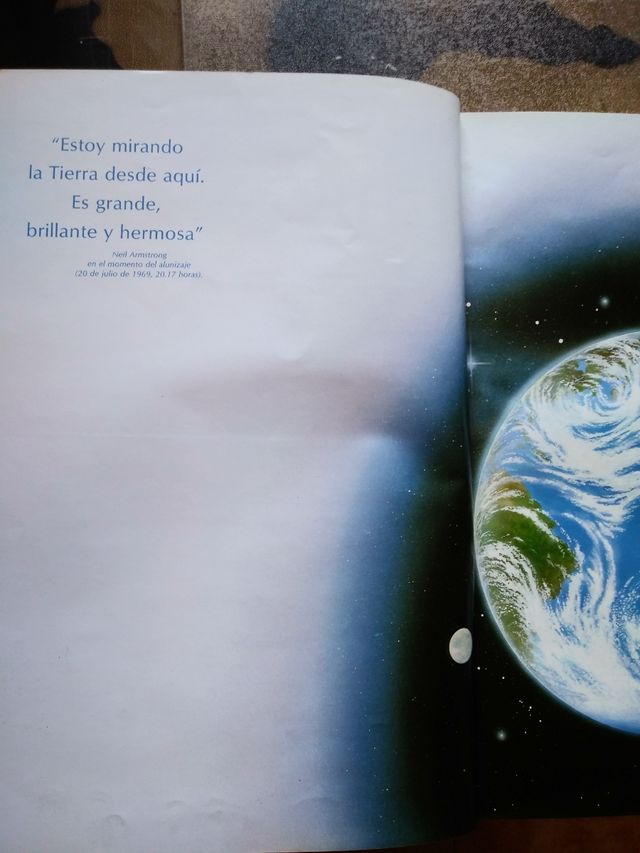 “Estoy mirando
la Tierra desde aquí.
Es grande,
brillante y hermosa”
Neil Armstrong
en el momento del alunizaje
(20 de julio de 1969, 20.17 horas).